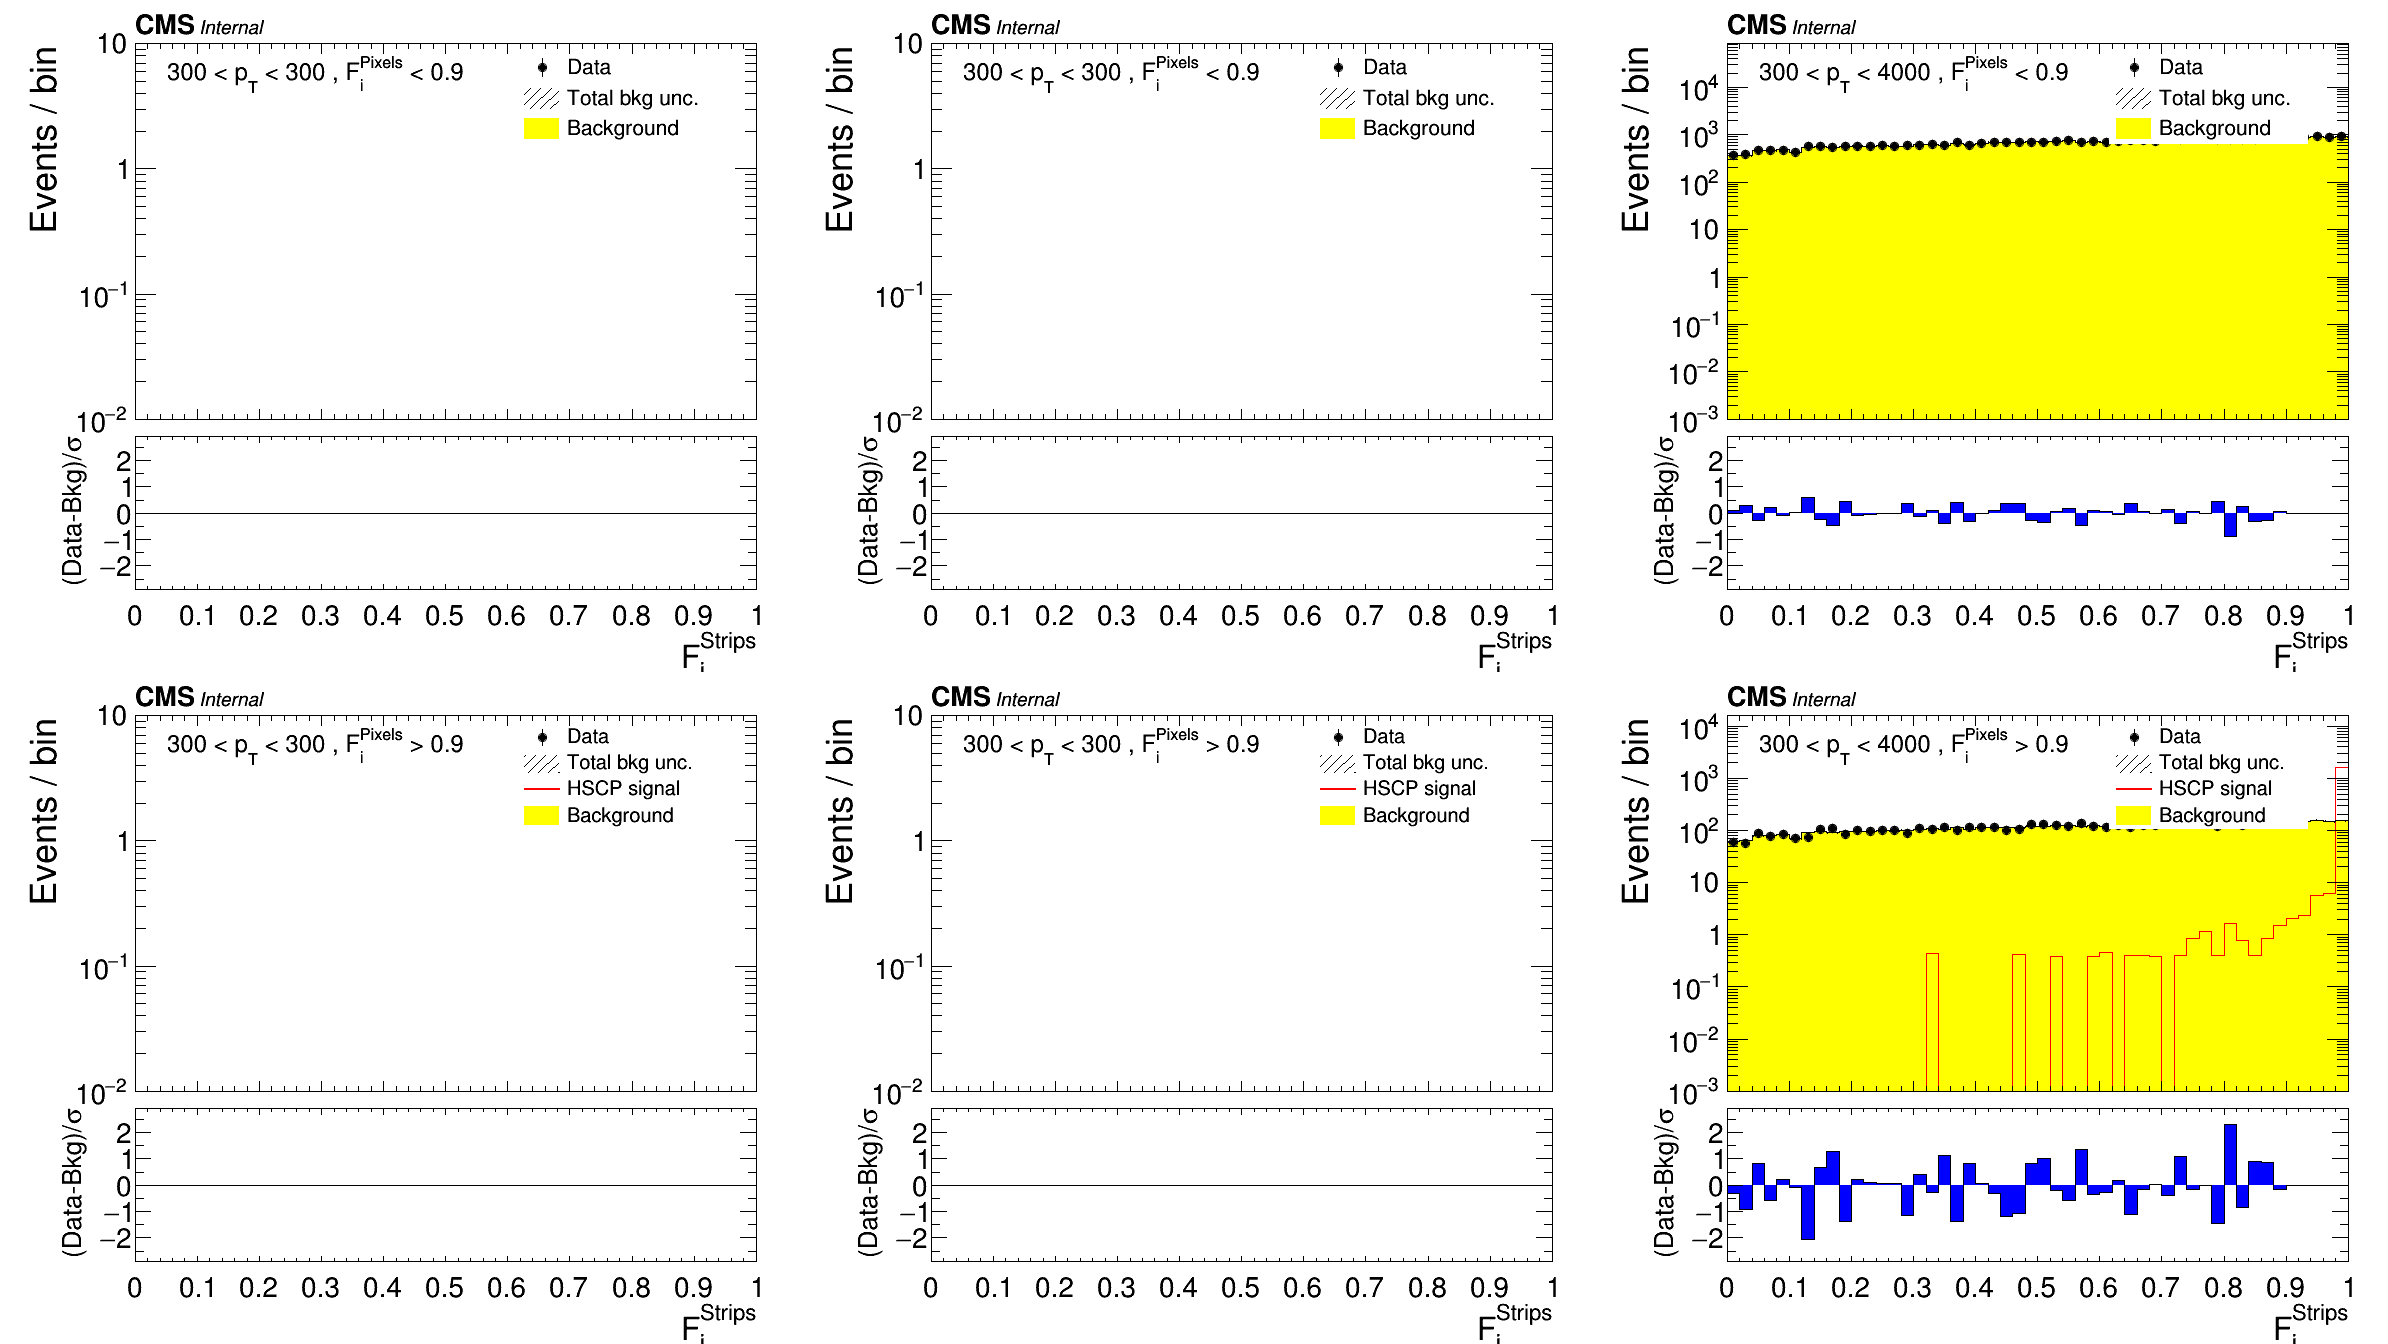 CMS Internal
Events / bin
300 < p_T < 300 , F_i^Pixels < 0.9
Data
Total bkg unc.
Background
10
1
10^−1
10^−2
(Data-Bkg)/σ
2
1
0
−1
−2
0 0.1 0.2 0.3 0.4 0.5 0.6 0.7 0.8 0.9 1
F_i^Strips
CMS Internal
Events / bin
300 < p_T < 300 , F_i^Pixels < 0.9
Data
Total bkg unc.
Background
10
1
10^−1
10^−2
(Data-Bkg)/σ
2
1
0
−1
−2
0 0.1 0.2 0.3 0.4 0.5 0.6 0.7 0.8 0.9 1
F_i^Strips
CMS Internal
Events / bin
300 < p_T < 4000 , F_i^Pixels < 0.9
Data
Total bkg unc.
Background
10^4
10^3
10^2
10
1
10^−1
10^−2
10^−3
(Data-Bkg)/σ
2
1
0
−1
−2
0 0.1 0.2 0.3 0.4 0.5 0.6 0.7 0.8 0.9 1
F_i^Strips
CMS Internal
Events / bin
300 < p_T < 300 , F_i^Pixels > 0.9
Data
Total bkg unc.
HSCP signal
Background
10
1
10^−1
10^−2
(Data-Bkg)/σ
2
1
0
−1
−2
0 0.1 0.2 0.3 0.4 0.5 0.6 0.7 0.8 0.9 1
F_i^Strips
CMS Internal
Events / bin
300 < p_T < 300 , F_i^Pixels > 0.9
Data
Total bkg unc.
HSCP signal
Background
10
1
10^−1
10^−2
(Data-Bkg)/σ
2
1
0
−1
−2
0 0.1 0.2 0.3 0.4 0.5 0.6 0.7 0.8 0.9 1
F_i^Strips
CMS Internal
Events / bin
300 < p_T < 4000 , F_i^Pixels > 0.9
Data
Total bkg unc.
HSCP signal
Background
10^4
10^3
10^2
10
1
10^−1
10^−2
10^−3
(Data-Bkg)/σ
2
1
0
−1
−2
0 0.1 0.2 0.3 0.4 0.5 0.6 0.7 0.8 0.9 1
F_i^Strips